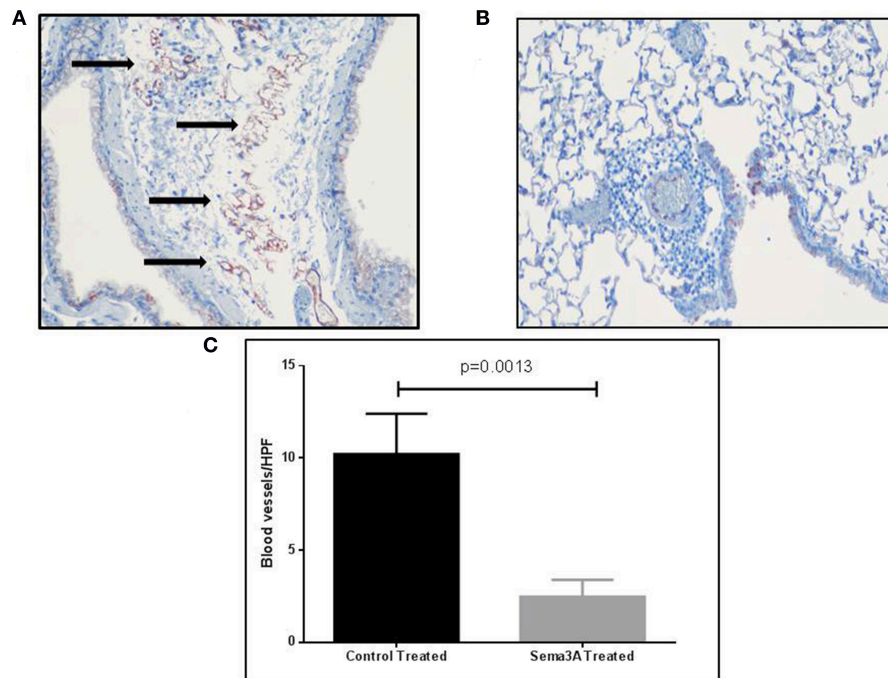 A
B
C
p=0.0013
15
10
5
0
Blood vessels/HPF
Control Treated
Sema3A Treated